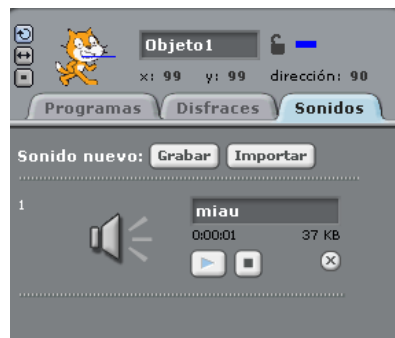 Objeto1
x: 99 y: 99 dirección: 90
Programas Disfraces Sonidos
Sonido nuevo: Grabar Importar
1
miau
0:00:01 37 KB